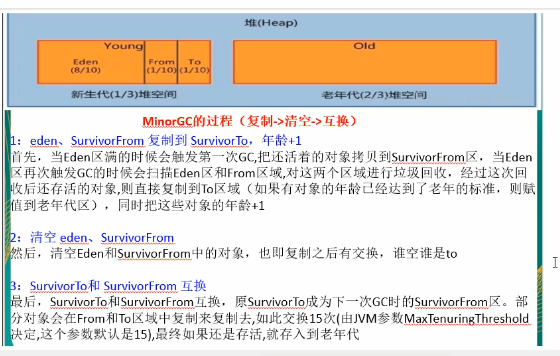 堆(Heap)
Young
Old
Eden
From
To
(8/10)
(1/10)
(1/10)
新生代(1/3)堆空间
老年代(2/3)堆空间
MinorGC的过程（复制->清空->互换）
1：eden、SurvivorFrom 复制到 SurvivorTo，年龄+1
首先，当Eden区满的时候会触发第一次GC,把还活着的对象拷贝到SurvivorFrom区，当Eden
区再次触发GC的时候会扫描Eden区和From区域,对这两个区域进行垃圾回收，经过这次回
收后还存活的对象,则直接复制到To区域（如果有对象的年龄已经达到了老年的标准，则赋
值到老年代区），同时把这些对象的年龄+1
2：清空 eden、SurvivorFrom
然后，清空Eden和SurvivorFrom中的对象，也即复制之后有交换，谁空谁是to
3：SurvivorTo和 SurvivorFrom 互换
最后，SurvivorTo和SurvivorFrom互换，原SurvivorTo成为下一次GC时的SurvivorFrom区。部
分对象会在From和To区域中复制来复制去,如此交换15次(由JVM参数MaxTenuringThreshold
决定,这个参数默认是15),最终如果还是存活,就存入到老年代